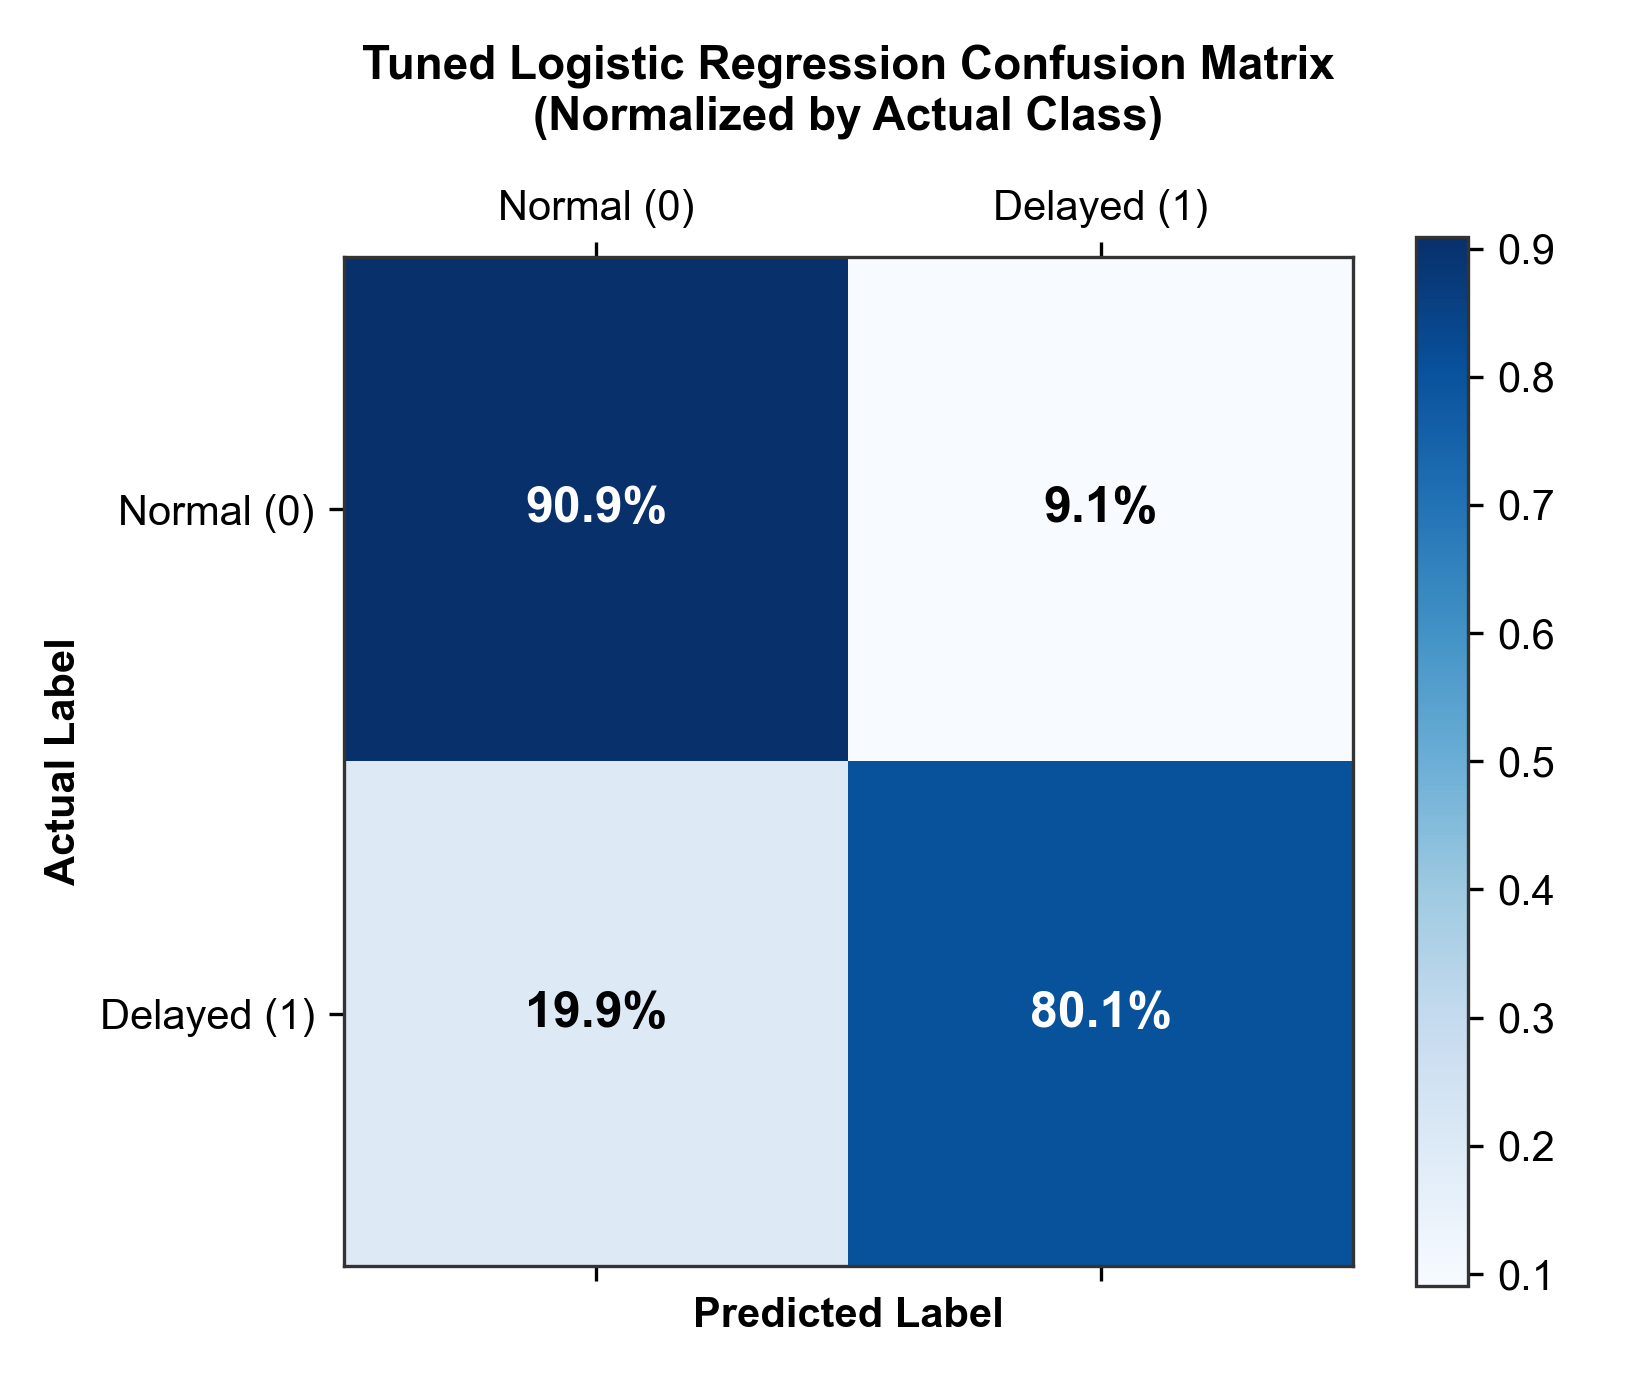 Tuned Logistic Regression Confusion Matrix
(Normalized by Actual Class)
Normal (0)
Delayed (1)
Actual Label
Normal (0)
90.9%
9.1%
Delayed (1)
19.9%
80.1%
Predicted Label
0.9
0.8
0.7
0.6
0.5
0.4
0.3
0.2
0.1